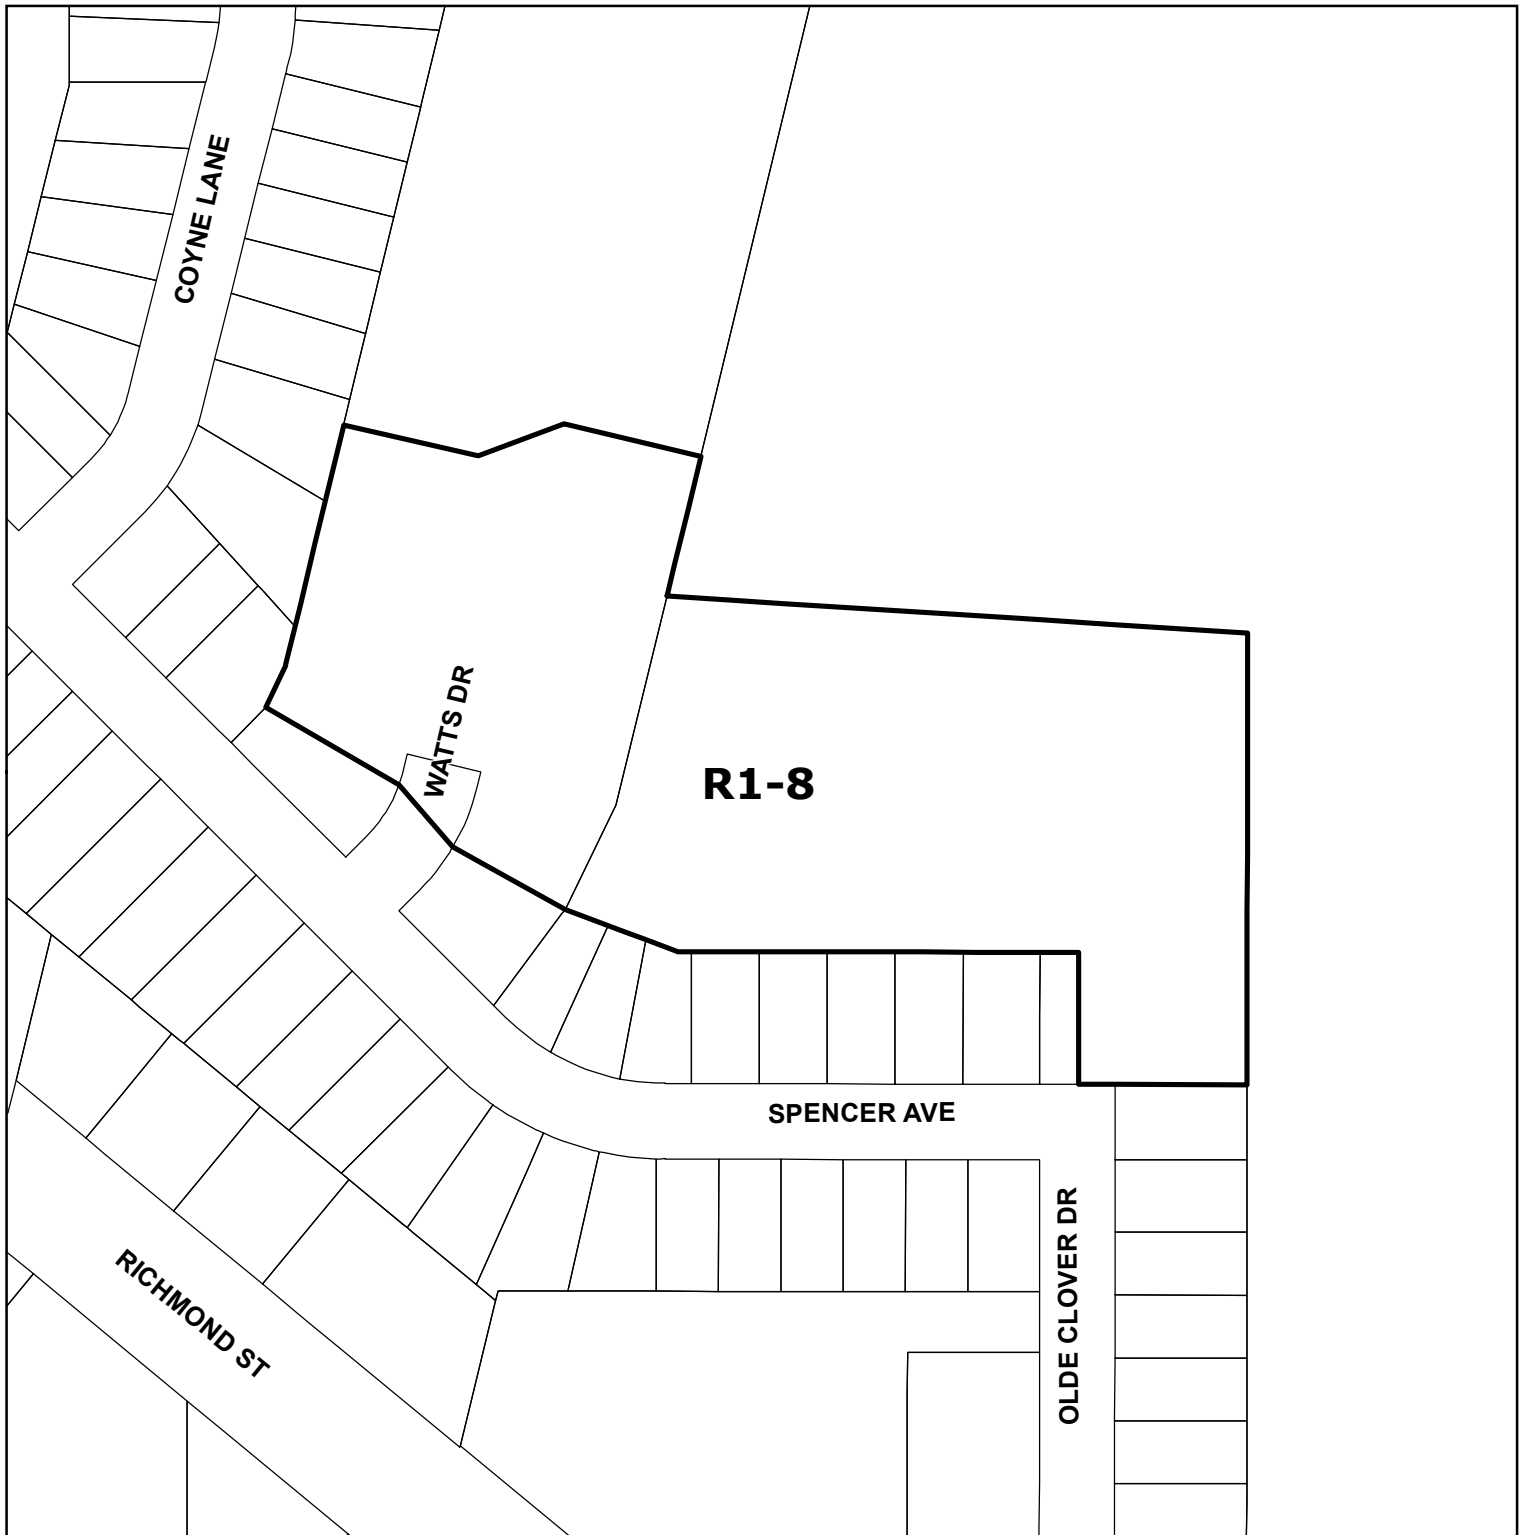 COYNE LANE
WATTS DR
R1-8
SPENCER AVE
OLDE CLOVER DR
RICHMOND ST